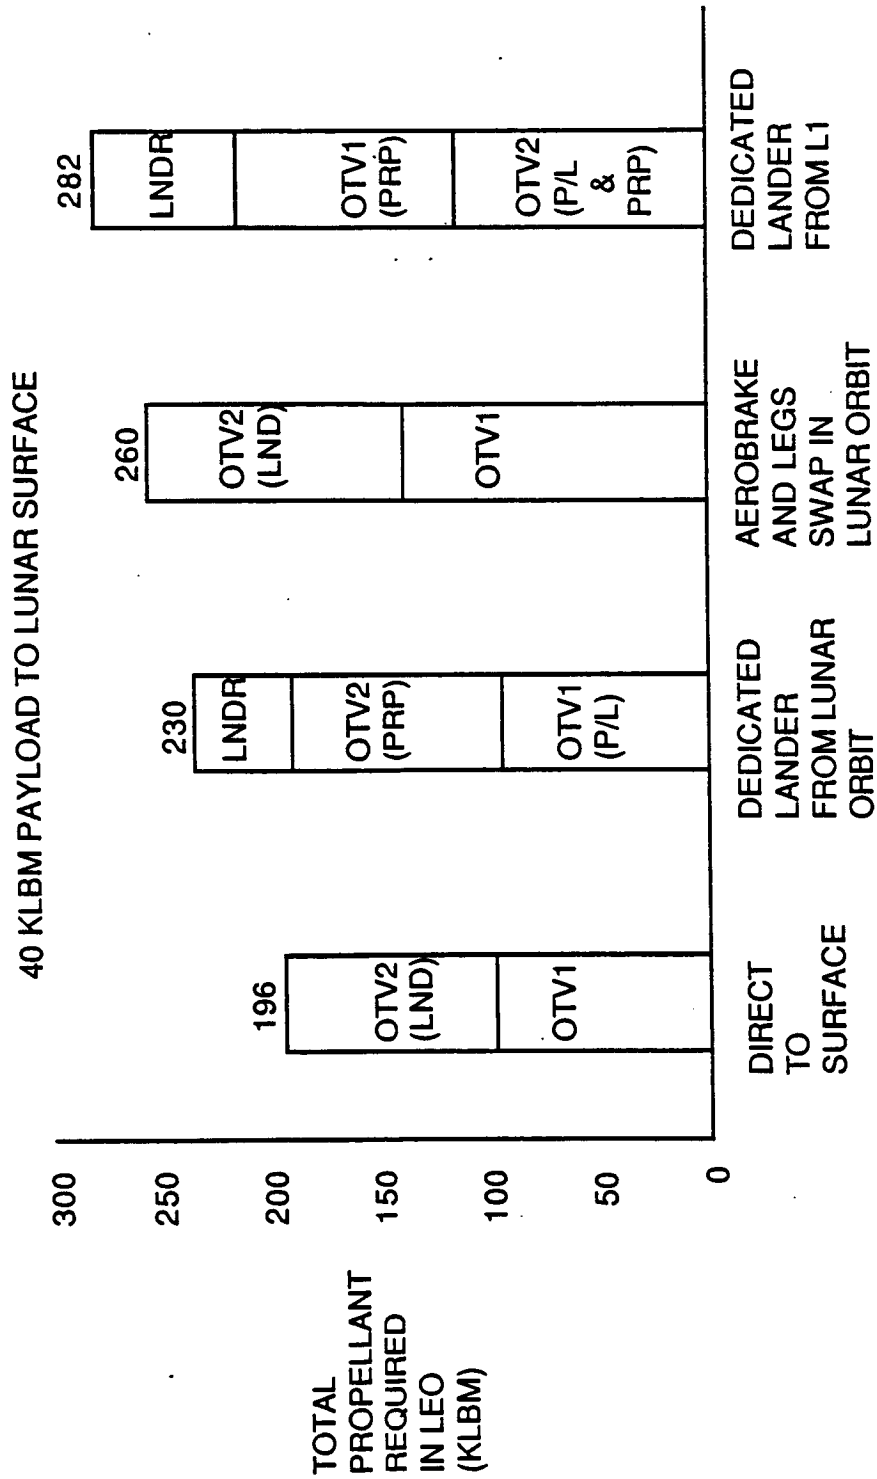 40 KLBM PAYLOAD TO LUNAR SURFACE
TOTAL
PROPELLANT
REQUIRED
IN LEO
(KLBM)
300
250
200
150
100
50
0
196
OTV2
(LND)
OTV1
230
LNDR
OTV2
(PRP)
OTV1
(P/L)
260
OTV2
(LND)
OTV1
282
LNDR
OTV1
(PRP)
OTV2
(P/L
&
PRP)
DIRECT
TO
SURFACE
DEDICATED
LANDER
FROM LUNAR
ORBIT
AEROBRAKE
AND LEGS
SWAP IN
LUNAR ORBIT
DEDICATED
LANDER
FROM L1